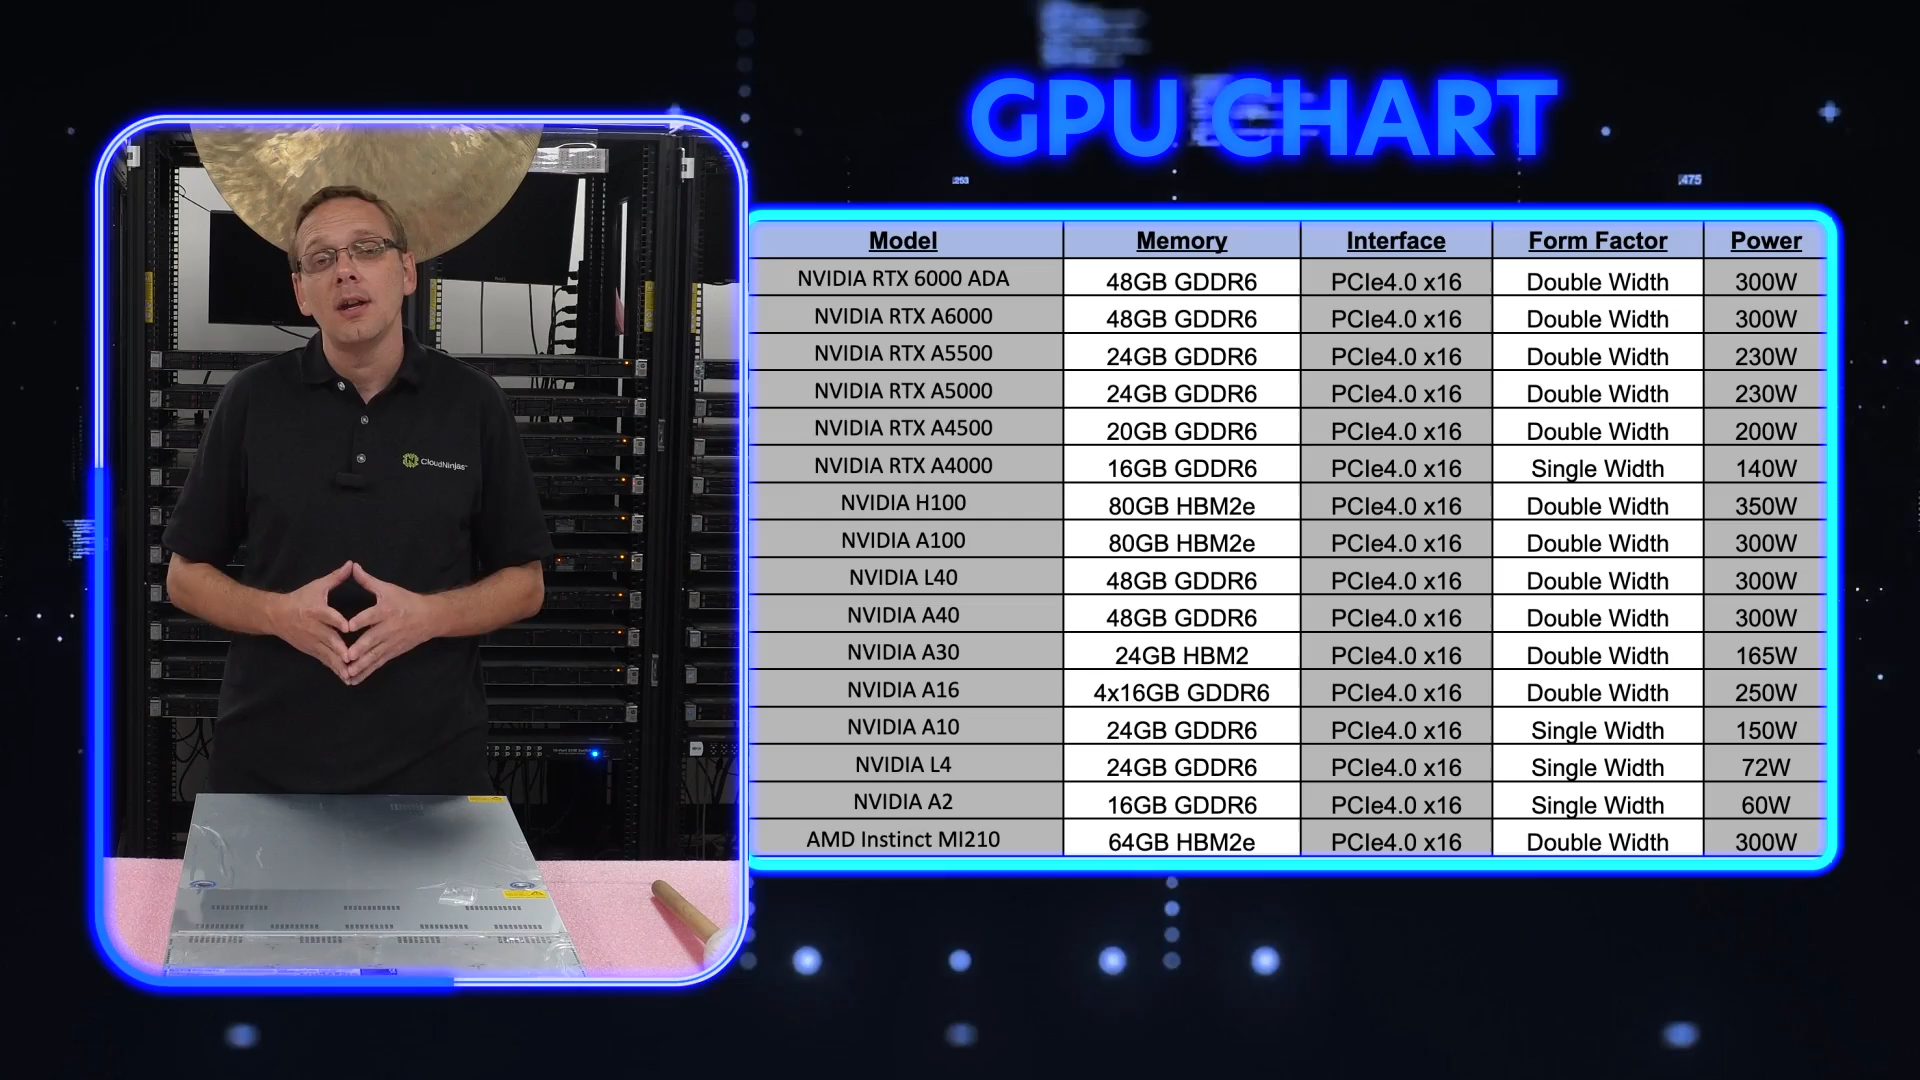 GPU CHART
.253
.475
Model Memory Interface Form Factor Power
NVIDIA RTX 6000 ADA 48GB GDDR6 PCIe4.0 x16 Double Width 300W
NVIDIA RTX A6000 48GB GDDR6 PCIe4.0 x16 Double Width 300W
NVIDIA RTX A5500 24GB GDDR6 PCIe4.0 x16 Double Width 230W
NVIDIA RTX A5000 24GB GDDR6 PCIe4.0 x16 Double Width 230W
NVIDIA RTX A4500 20GB GDDR6 PCIe4.0 x16 Double Width 200W
NVIDIA RTX A4000 16GB GDDR6 PCIe4.0 x16 Single Width 140W
NVIDIA H100 80GB HBM2e PCIe4.0 x16 Double Width 350W
NVIDIA A100 80GB HBM2e PCIe4.0 x16 Double Width 300W
NVIDIA L40 48GB GDDR6 PCIe4.0 x16 Double Width 300W
NVIDIA A40 48GB GDDR6 PCIe4.0 x16 Double Width 300W
NVIDIA A30 24GB HBM2 PCIe4.0 x16 Double Width 165W
NVIDIA A16 4x16GB GDDR6 PCIe4.0 x16 Double Width 250W
NVIDIA A10 24GB GDDR6 PCIe4.0 x16 Single Width 150W
NVIDIA L4 24GB GDDR6 PCIe4.0 x16 Single Width 72W
NVIDIA A2 16GB GDDR6 PCIe4.0 x16 Single Width 60W
AMD Instinct MI210 64GB HBM2e PCIe4.0 x16 Double Width 300W
CloudNinjas